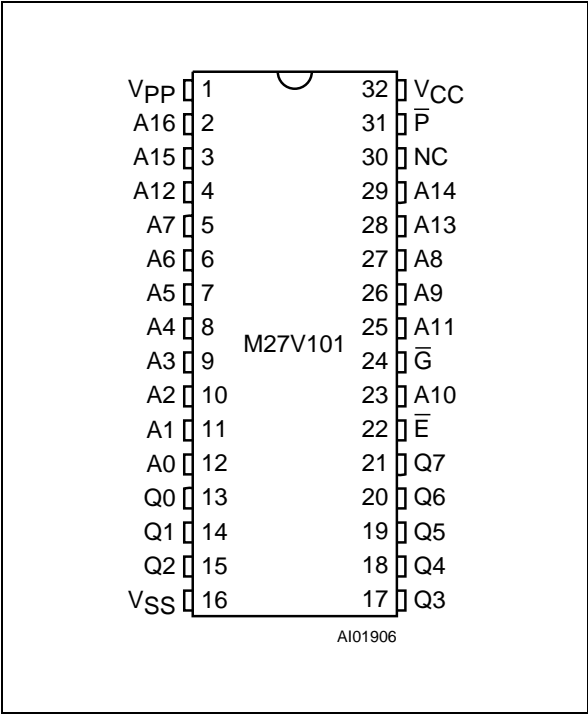 VPP 1 32 VCC
A16 2 31 P̅
A15 3 30 NC
A12 4 29 A14
A7 5 28 A13
A6 6 27 A8
A5 7 26 A9
A4 8 25 A11
M27V101
A3 9 24 G̅
A2 10 23 A10
A1 11 22 E̅
A0 12 21 Q7
Q0 13 20 Q6
Q1 14 19 Q5
Q2 15 18 Q4
VSS 16 17 Q3
AI01906